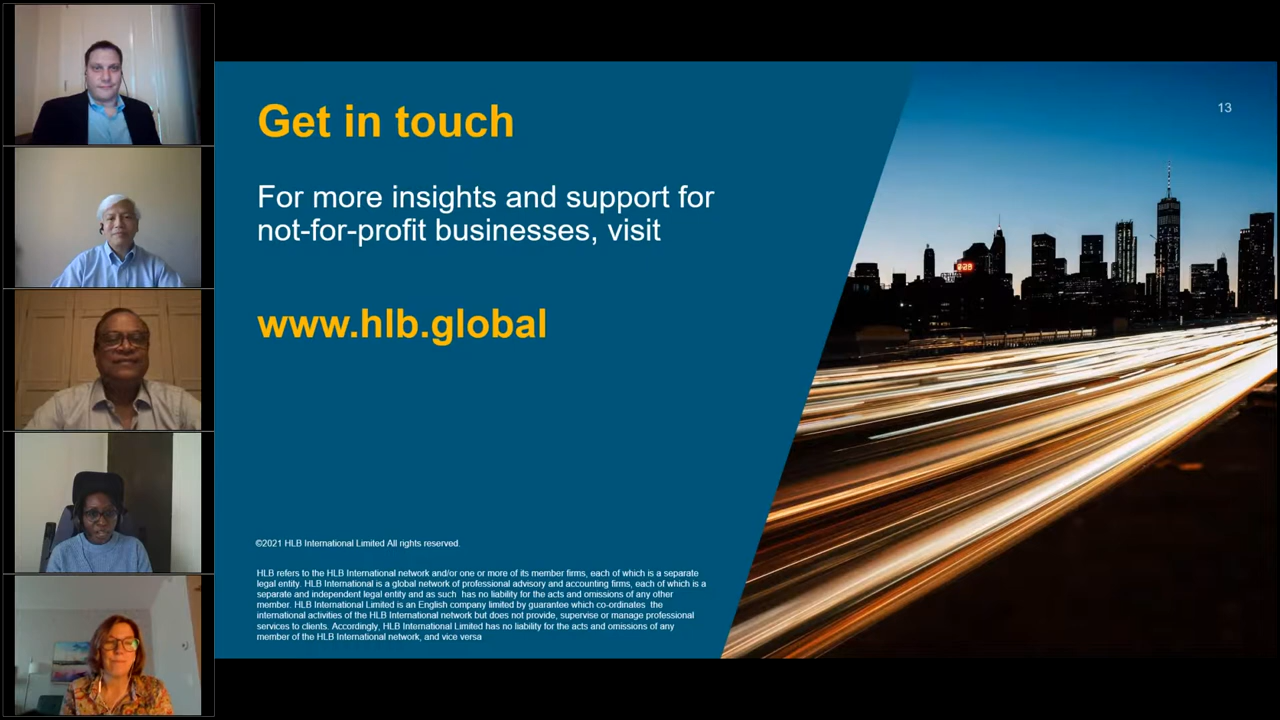 13
Get in touch
For more insights and support for
not-for-profit businesses, visit
www.hlb.global
©2021 HLB International Limited All rights reserved.
HLB refers to the HLB International network and/or one or more of its member firms, each of which is a separate
legal entity. HLB International is a global network of professional advisory and accounting firms, each of which is a
separate and independent legal entity and as such has no liability for the acts and omissions of any other
member. HLB International Limited is an English company limited by guarantee which co-ordinates the
international activities of the HLB International network but does not provide, supervise or manage professional
services to clients. Accordingly, HLB International Limited has no liability for the acts and omissions of any
member of the HLB International network, and vice versa